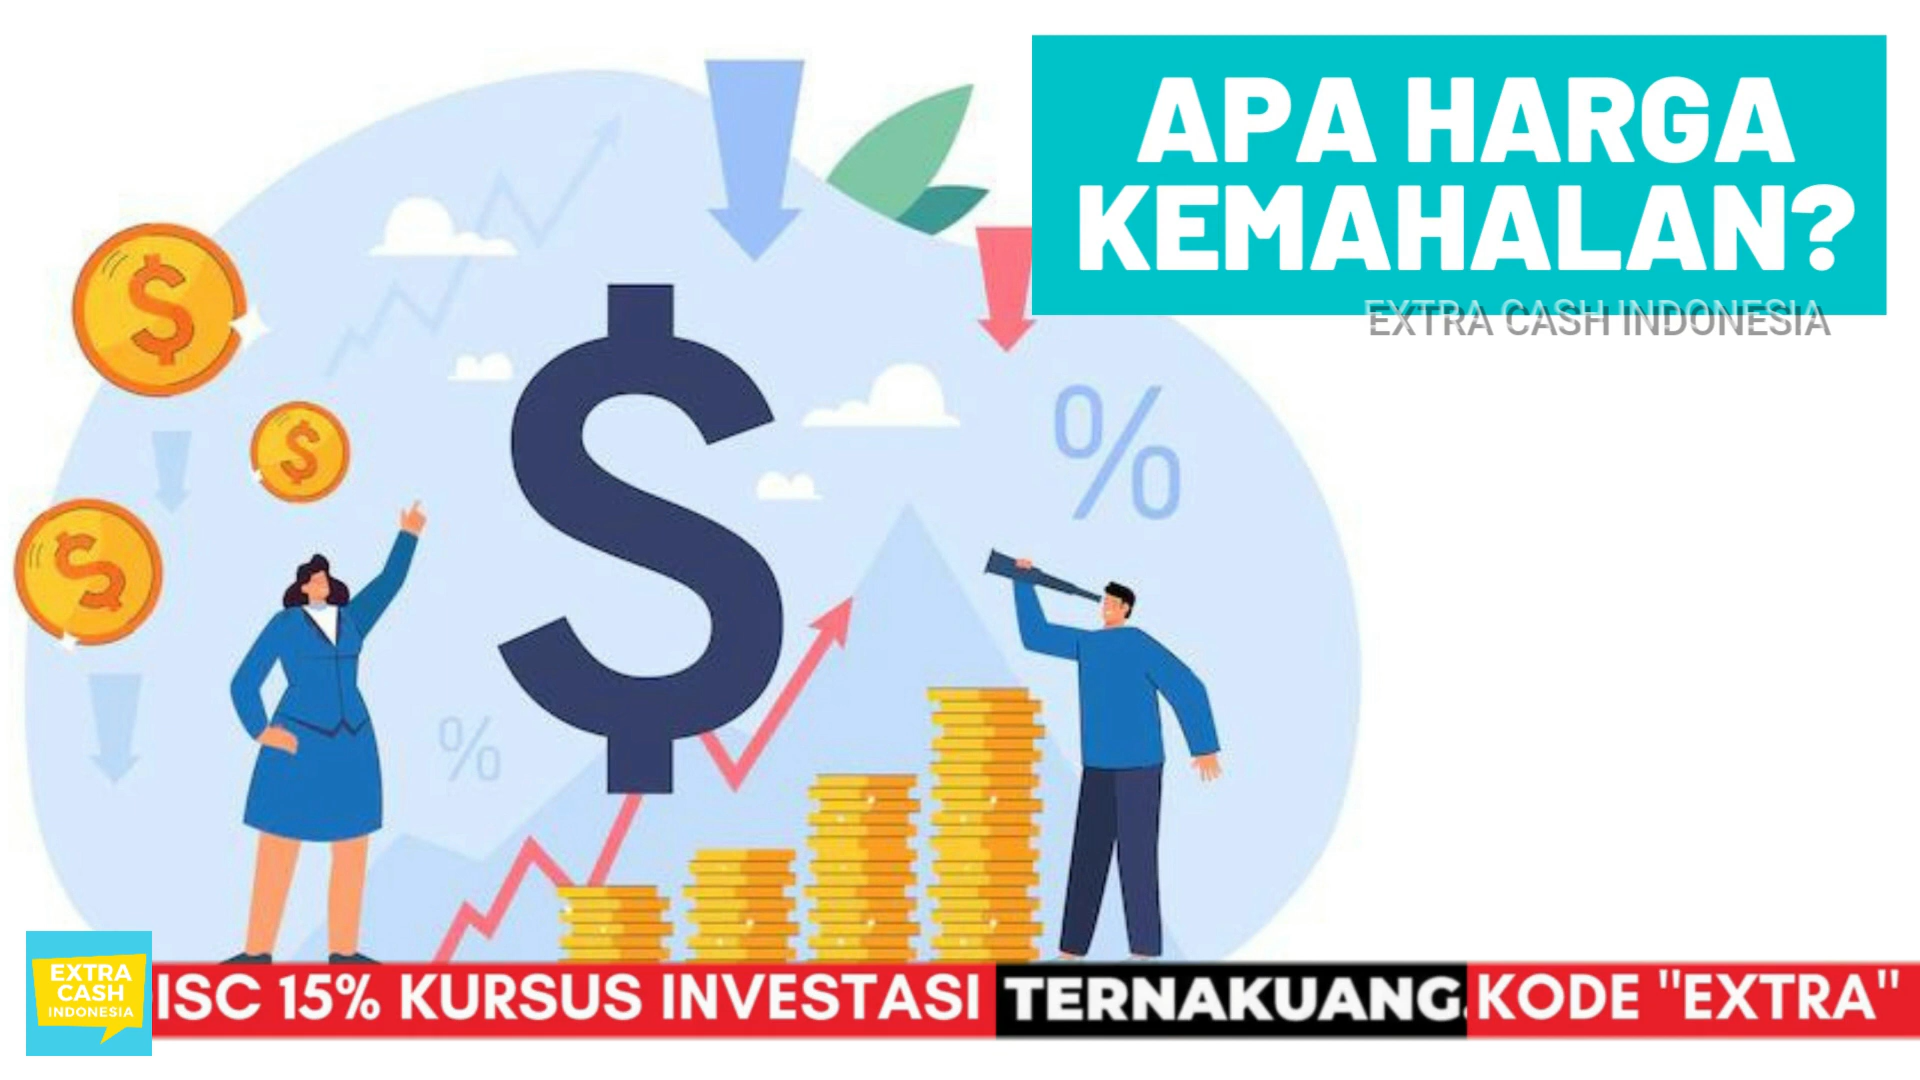 APA HARGA
KEMAHALAN?
EXTRA CASH INDONESIA
$
%
$
$
$
%
EXTRA
CASH
INDONESIA
ISC 15% KURSUS INVESTASI TERNAKUANG. KODE "EXTRA"